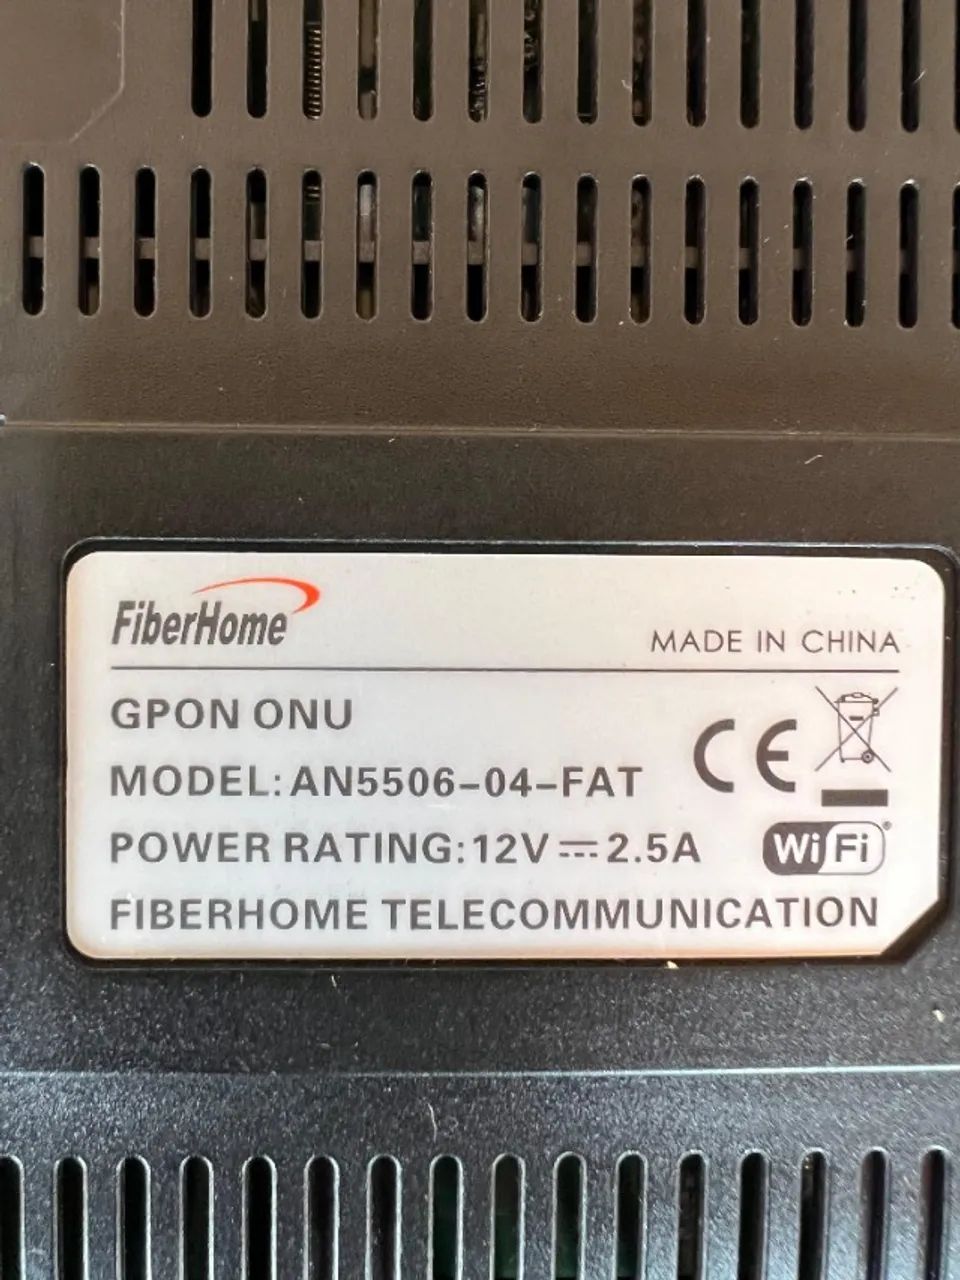 FiberHome
MADE IN CHINA
GPON ONU
MODEL: AN5506-04-FAT
CE
POWER RATING: 12V⎓2.5A
WiFi®
FIBERHOME TELECOMMUNICATION